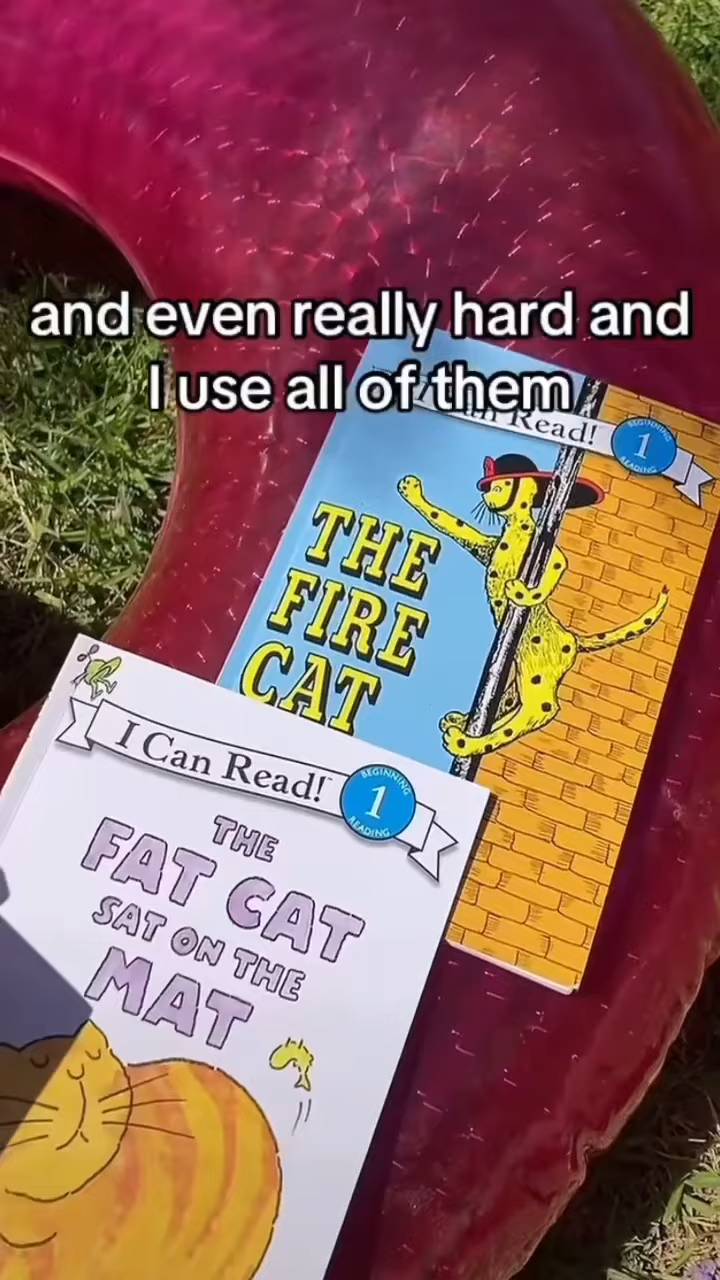 and even really hard and
I use all of them
Read!
BEGINNING
1
READING
THE
FIRE
CAT
I Can Read!
BEGINNING
1
READING
THE
FAT CAT
SAT ON THE
MAT